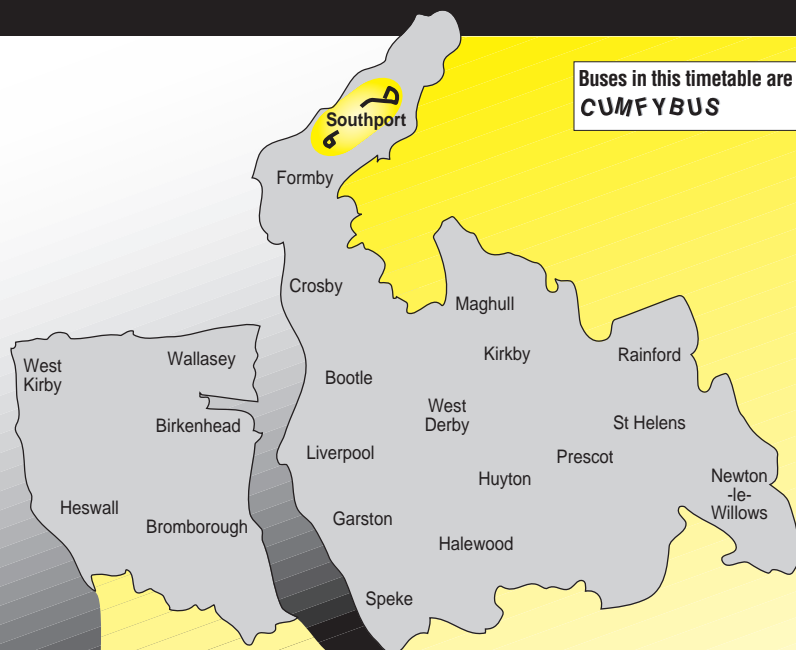 Buses in this timetable are
CUMFYBUS
Southport
Formby
Crosby
Maghull
Kirkby
Rainford
West
Kirby
Wallasey
Bootle
West
Derby
St Helens
Birkenhead
Liverpool
Prescot
Huyton
Newton
-le-
Willows
Heswall
Garston
Bromborough
Halewood
Speke